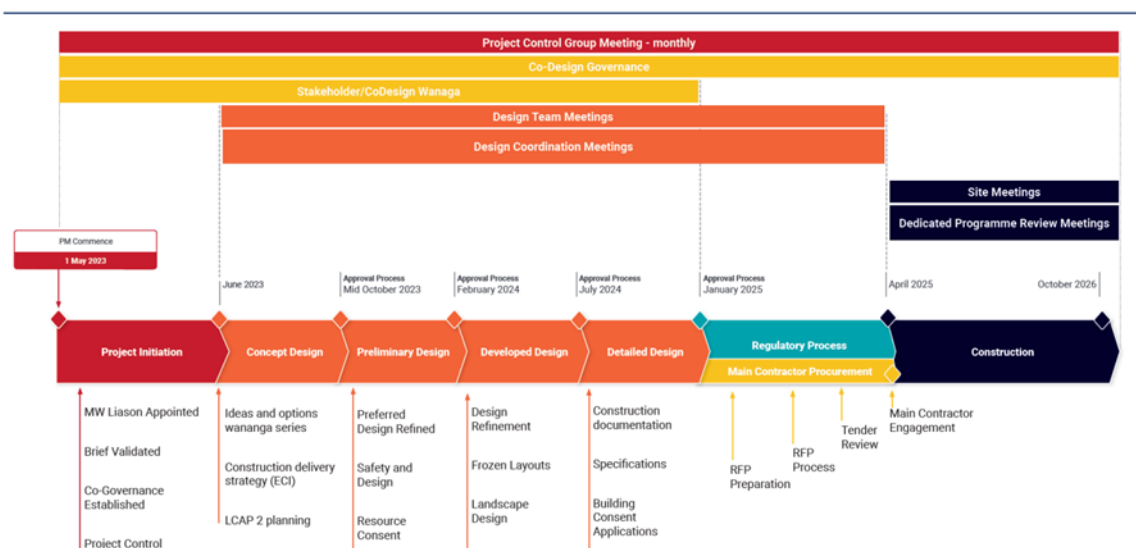 Project Control Group Meeting - monthly
Co-Design Governance
Stakeholder/CoDesign Wanaga
Design Team Meetings
Design Coordination Meetings
Site Meetings
Dedicated Programme Review Meetings
PM Commence
1 May 2023
June 2023
Approval Process
Mid October 2023
Approval Process
February 2024
Approval Process
July 2024
Approval Process
January 2025
April 2025
October 2026
Project Initiation
Concept Design
Preliminary Design
Developed Design
Detailed Design
Regulatory Process
Main Contractor Procurement
Construction
MW Liason Appointed
Brief Validated
Co-Governance
Established
Project Control
Ideas and options
wananga series
Construction delivery
strategy (ECI)
LCAP 2 planning
Preferred
Design Refined
Safety and
Design
Resource
Consent
Design
Refinement
Frozen Layouts
Landscape
Design
Construction
documentation
Specifications
Building
Consent
Applications
RFP
Preparation
RFP
Process
Tender
Review
Main Contractor
Engagement